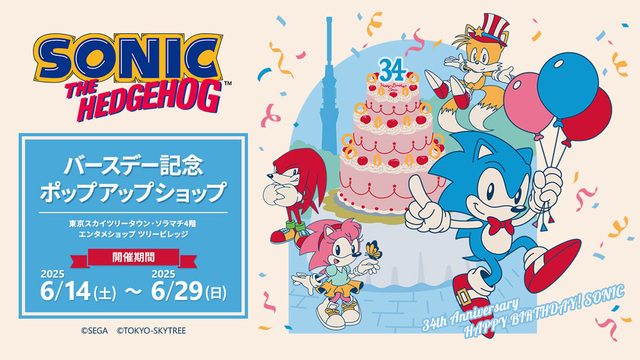 SONIC
THE
HEDGEHOG™
バースデー記念
ポップアップショップ
東京スカイツリータウン・ソラマチ4階
エンタメショップ ツリービレッジ
開催期間
2025
6/14(土) 〜 2025
6/29(日)
©SEGA ©TOKYO-SKYTREE
34
Happy Birthday
34th Anniversary
HAPPY BIRTHDAY! SONIC